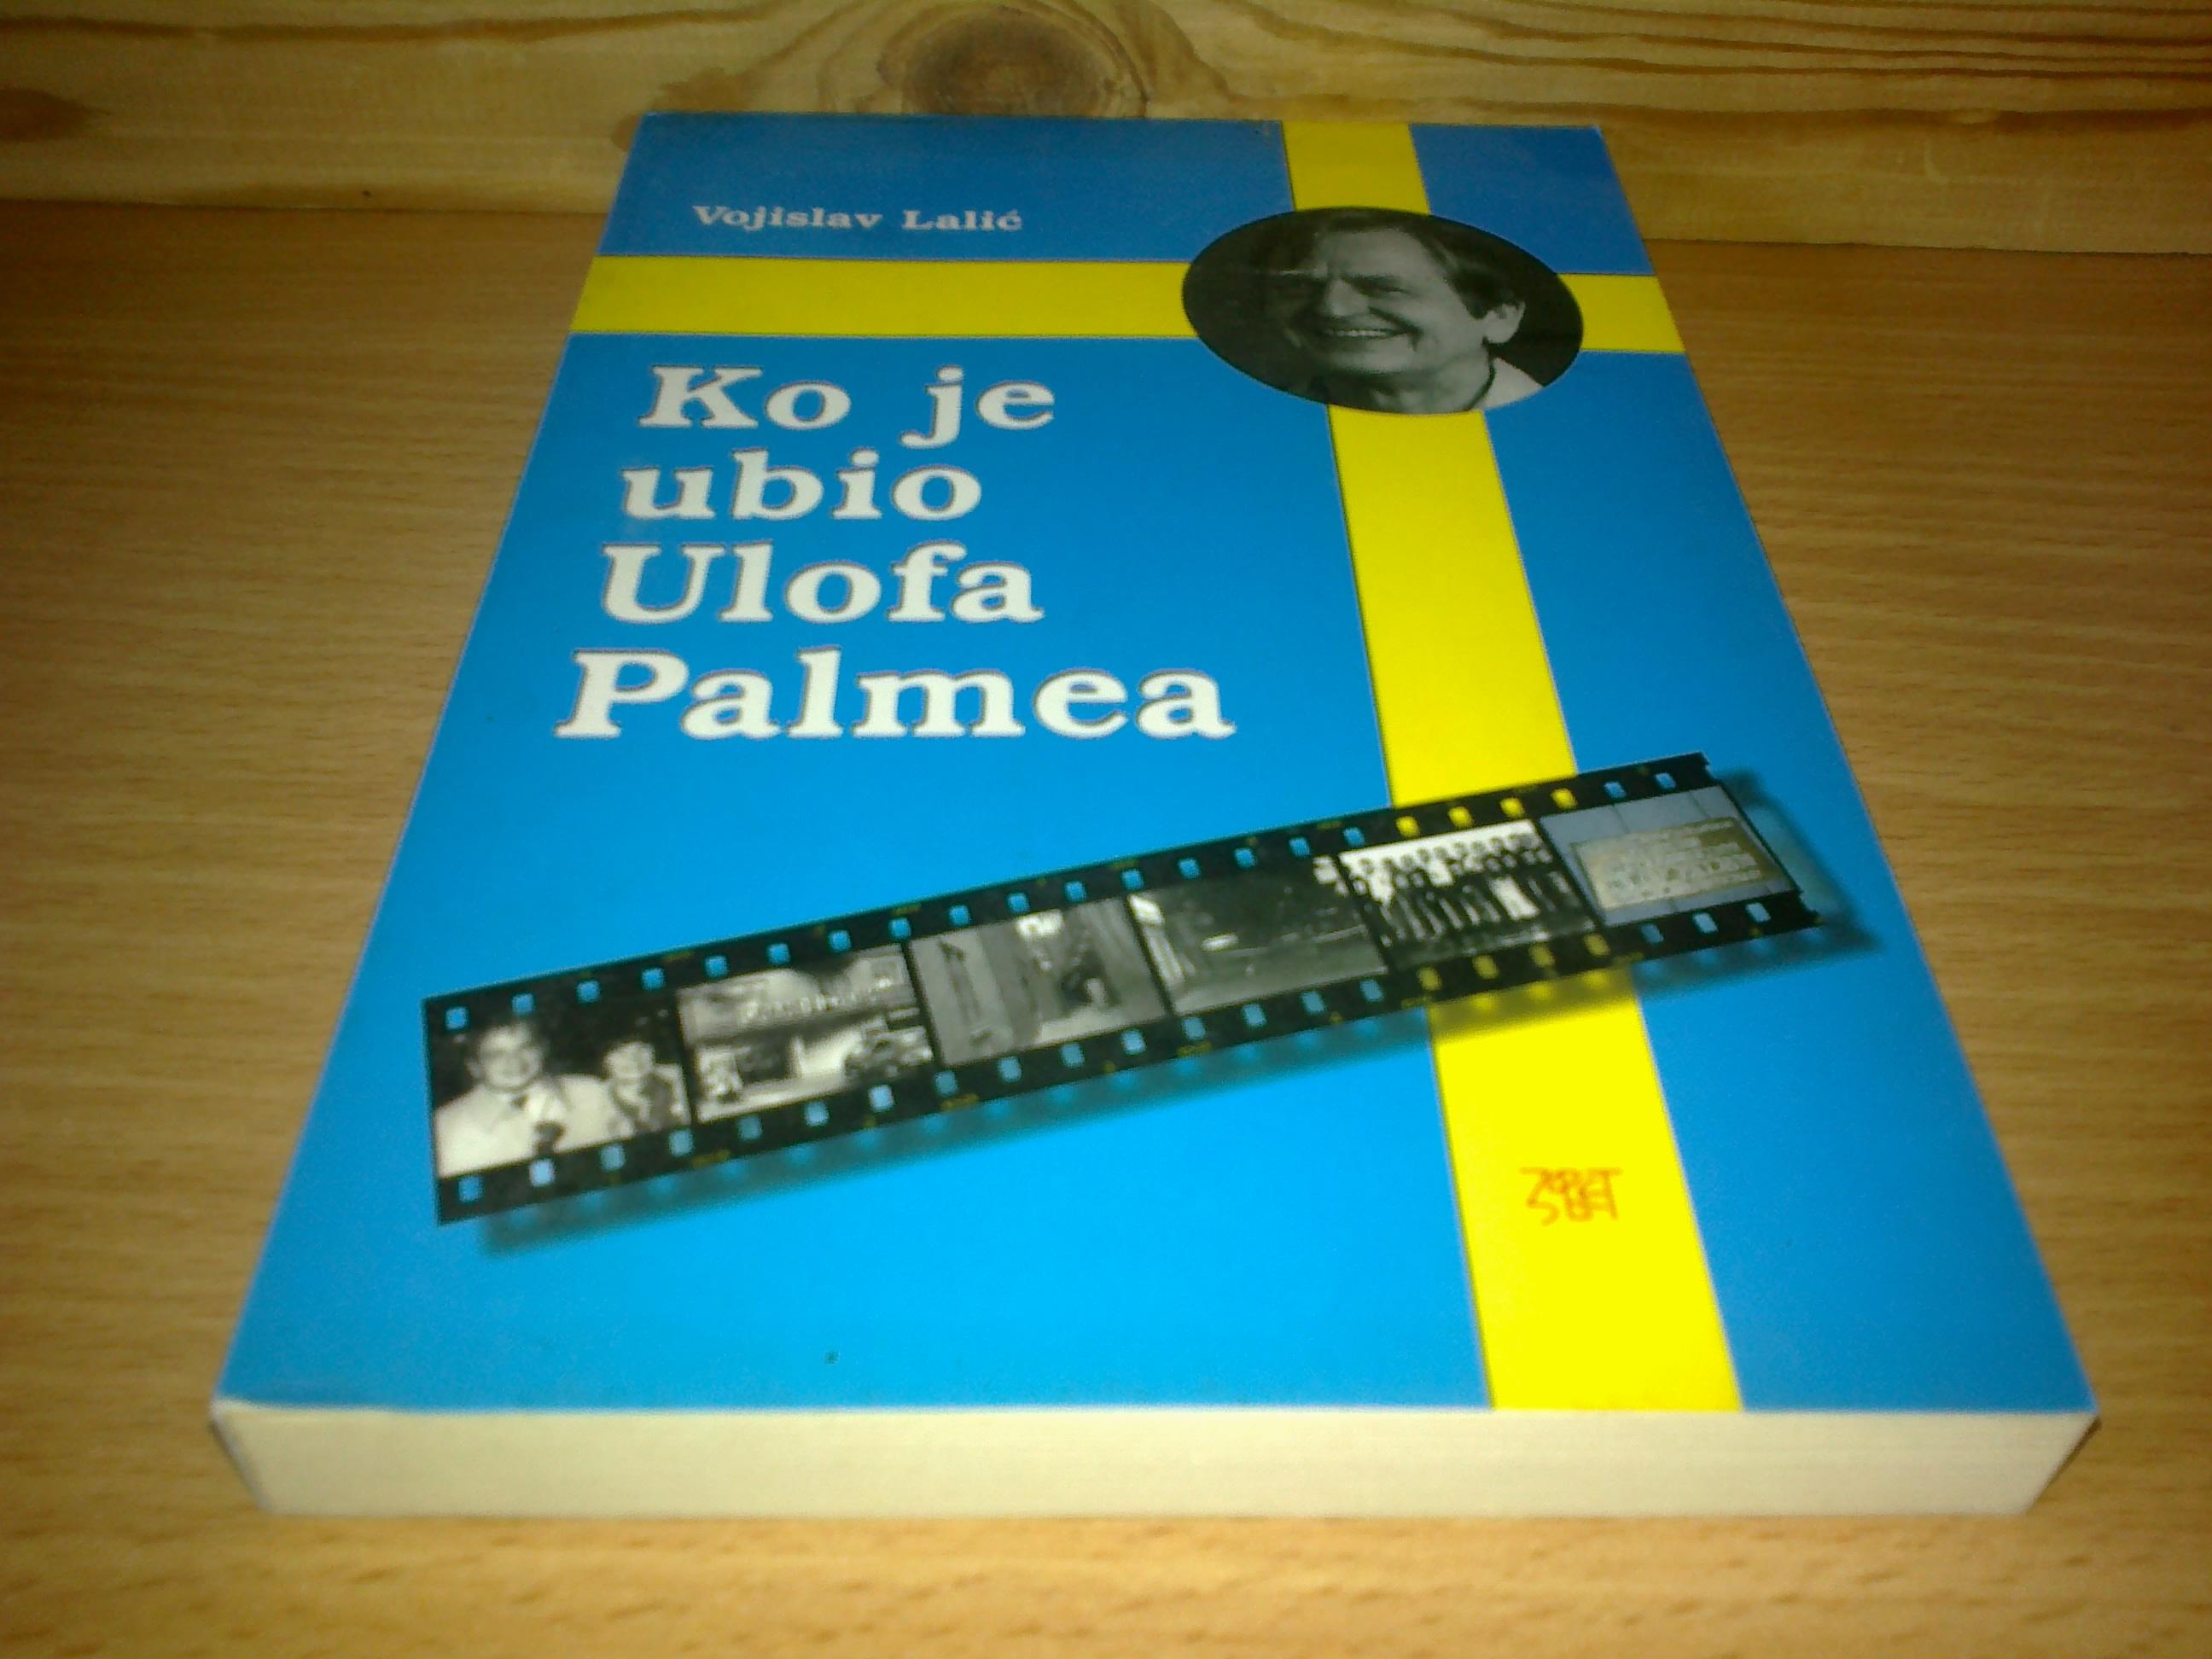 Vojislav Lalić
Ko je
ubio
Ulofa
Palmea